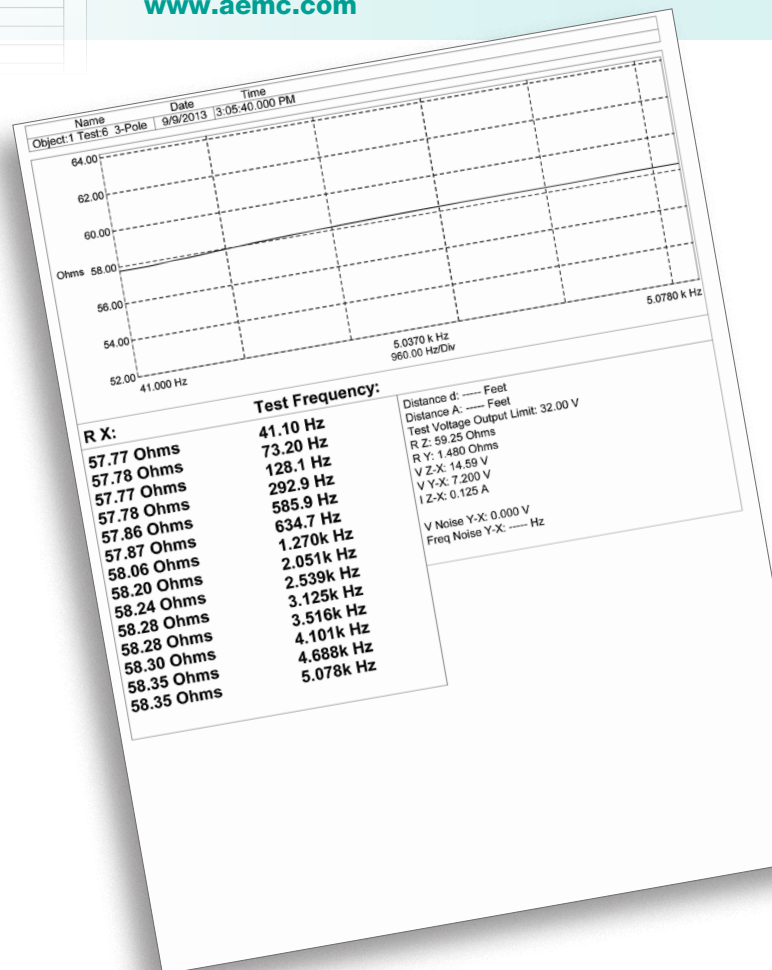 www.aemc.com
Name Date Time
Object:1 Test:6 3-Pole 9/9/2013 3:05:40.000 PM
64.00
62.00
60.00
Ohms 58.00
56.00
54.00
52.00
41.000 Hz
5.0370 k Hz
960.00 Hz/Div
5.0780 k Hz
R X: Test Frequency:
57.77 Ohms 41.10 Hz
57.78 Ohms 73.20 Hz
57.77 Ohms 128.1 Hz
57.78 Ohms 292.9 Hz
57.86 Ohms 585.9 Hz
57.87 Ohms 634.7 Hz
58.06 Ohms 1.270k Hz
58.20 Ohms 2.051k Hz
58.24 Ohms 2.539k Hz
58.28 Ohms 3.125k Hz
58.28 Ohms 3.516k Hz
58.30 Ohms 4.101k Hz
58.35 Ohms 4.688k Hz
58.35 Ohms 5.078k Hz
Distance d: ----- Feet
Distance A: ----- Feet
Test Voltage Output Limit: 32.00 V
R Z: 59.25 Ohms
R Y: 1.480 Ohms
V Z-X: 14.59 V
V Y-X: 7.200 V
I Z-X: 0.125 A
V Noise Y-X: 0.000 V
Freq Noise Y-X: ----- Hz